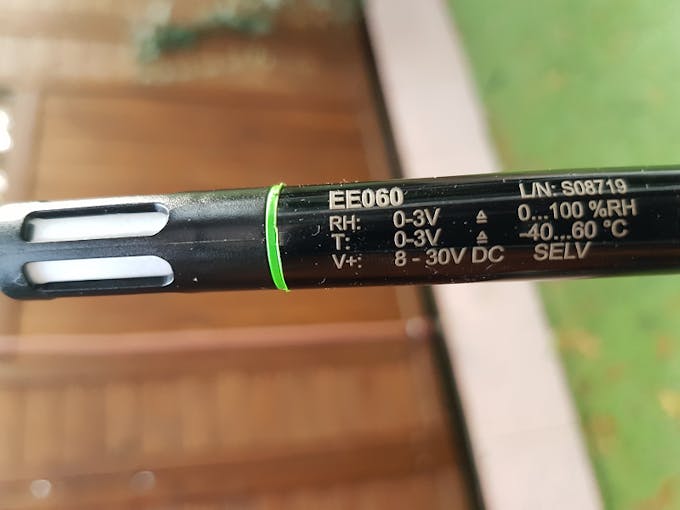 EE060 L/N: S08719
RH: 0-3V ≙ 0...100 %RH
T: 0-3V ≙ -40...60 °C
V+: 8 - 30V DC SELV